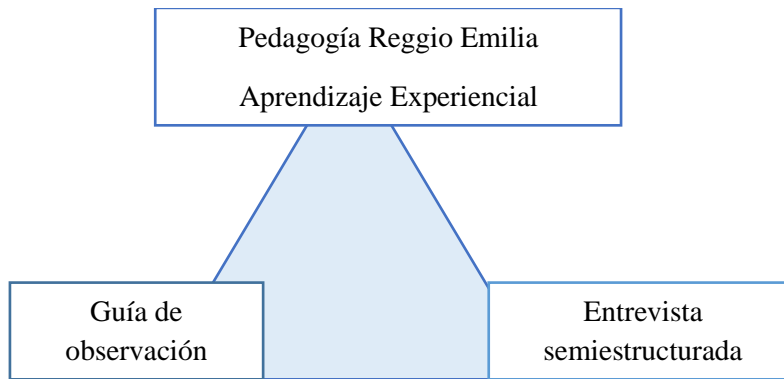 Pedagogía Reggio Emilia
Aprendizaje Experiencial
Guía de
observación
Entrevista
semiestructurada